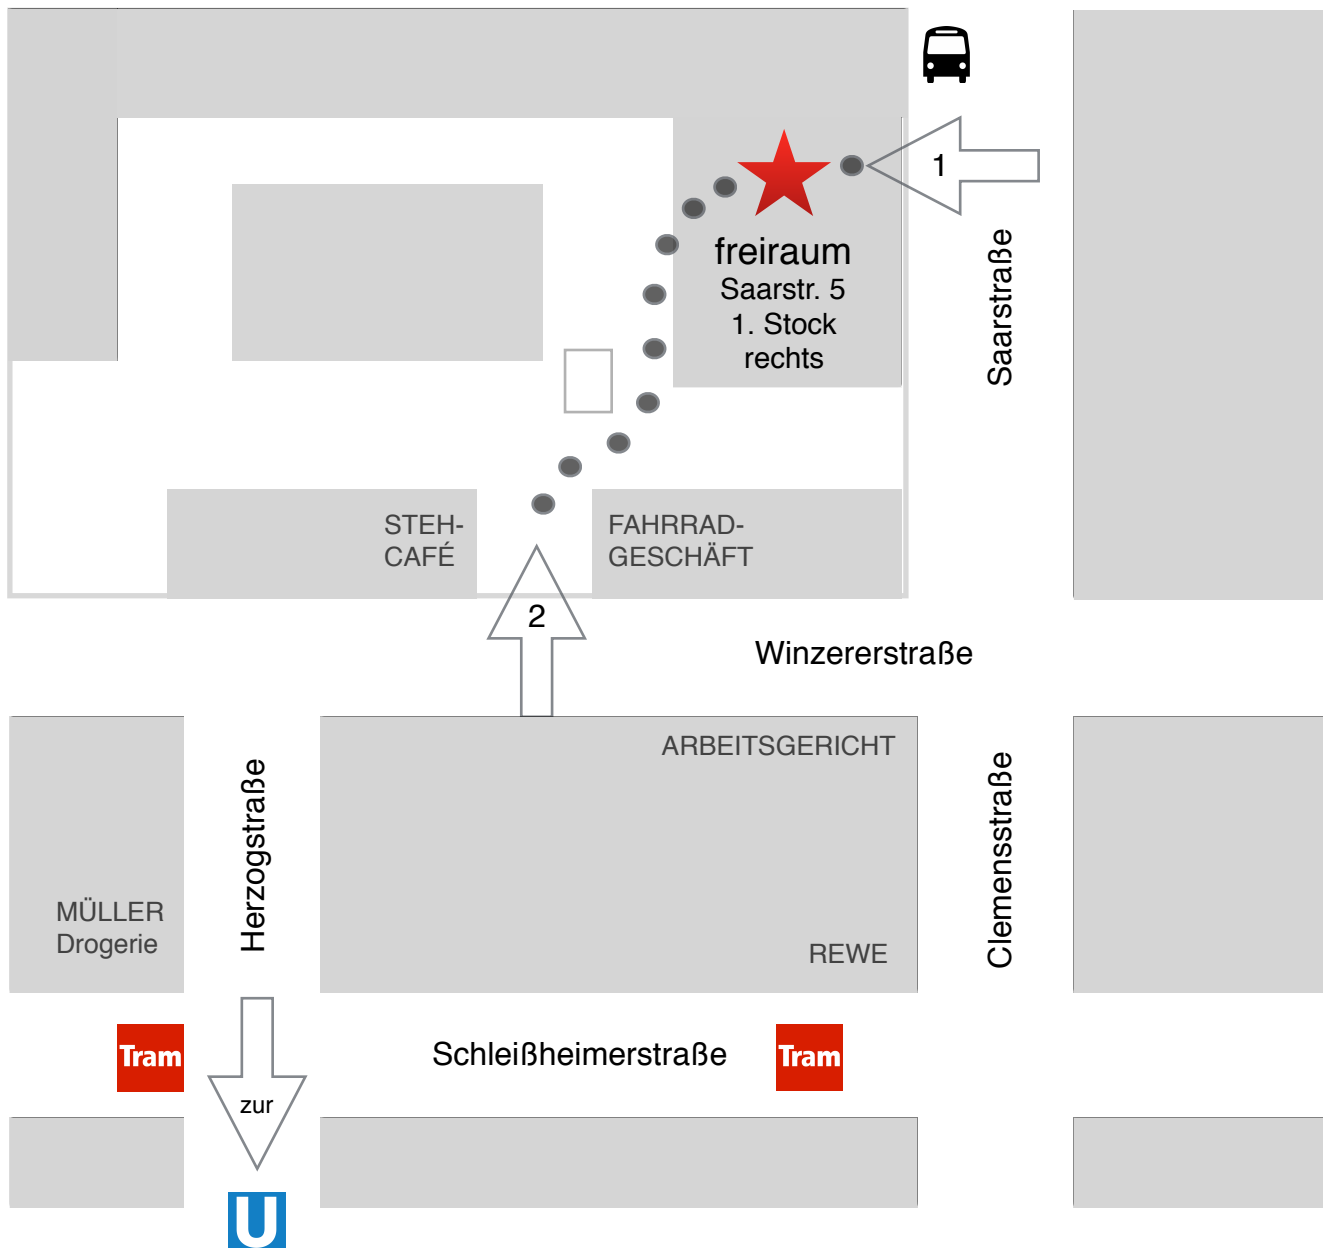 1
freiraum
Saarstr. 5
1. Stock
rechts
Saarstraße
STEH-
CAFÉ
FAHRRAD-
GESCHÄFT
2
Winzererstraße
ARBEITSGERICHT
Herzogstraße
Clemensstraße
MÜLLER
Drogerie
REWE
Tram
Schleißheimerstraße
Tram
zur
U